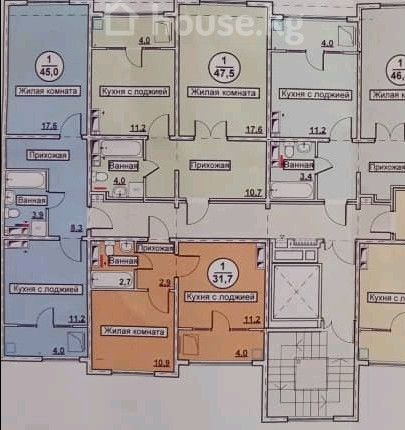 house.kg
4.0
4.0
1
45,0
Жилая комната
17.6
Кухня с лоджией
11.2
1
47,5
Жилая комната
17.6
Кухня с лоджией
11.2
1
46,
Жилая
Прихожая
Ванная
4.0
Прихожая
10.7
Ванная
3.4
Прихожая
3.9
8.3
Прихожая
Ванная
2,7
2.9
1
31,7
Кухня с лоджией
11.2
4.0
Жилая комната
10.9
Кухня с лоджией
11.2
4.0
Кухня с л